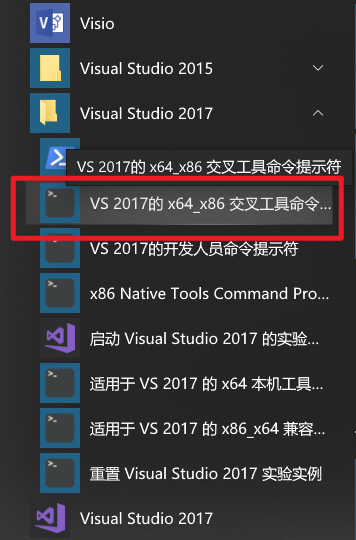 Visio
Visual Studio 2015
Visual Studio 2017
VS 2017的 x64_x86 交叉工具命令提示符
VS 2017的 x64_x86 交叉工具命令...
VS 2017的开发人员命令提示符
x86 Native Tools Command Pro...
启动 Visual Studio 2017 的实验...
适用于 VS 2017 的 x64 本机工具...
适用于 VS 2017 的 x86_x64 兼容...
重置 Visual Studio 2017 实验实例
Visual Studio 2017